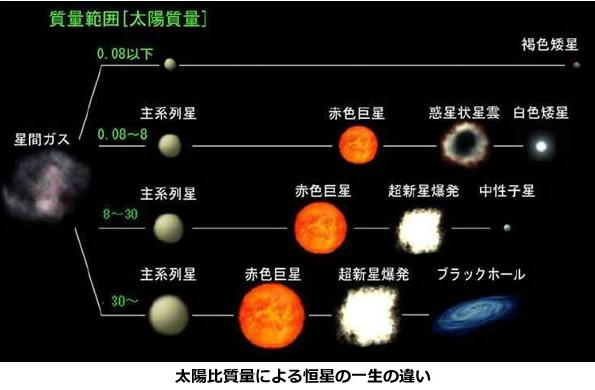 質量範囲[太陽質量]
0.08以下
褐色矮星
星間ガス
0.08~8
主系列星
赤色巨星
惑星状星雲
白色矮星
8~30
主系列星
赤色巨星
超新星爆発
中性子星
30~
主系列星
赤色巨星
超新星爆発
ブラックホール
太陽比質量による恒星の一生の違い